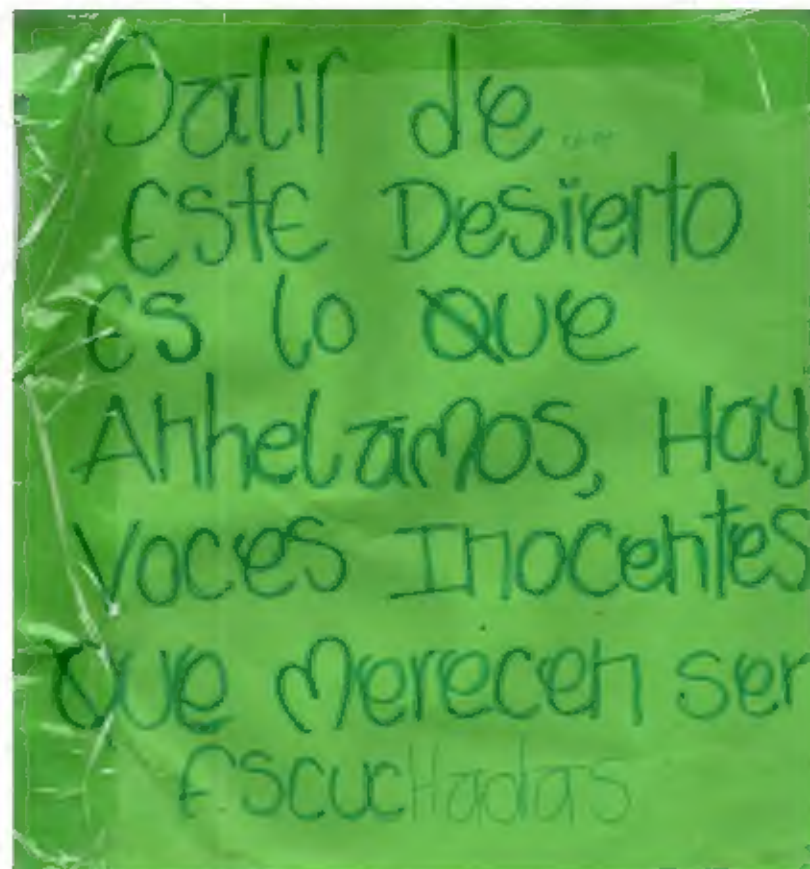 Salir de...
EstE Desierto
Es lo Que
Anhelamos, Hay
Voces Inocentes
Que Merecen ser
EscucHadas